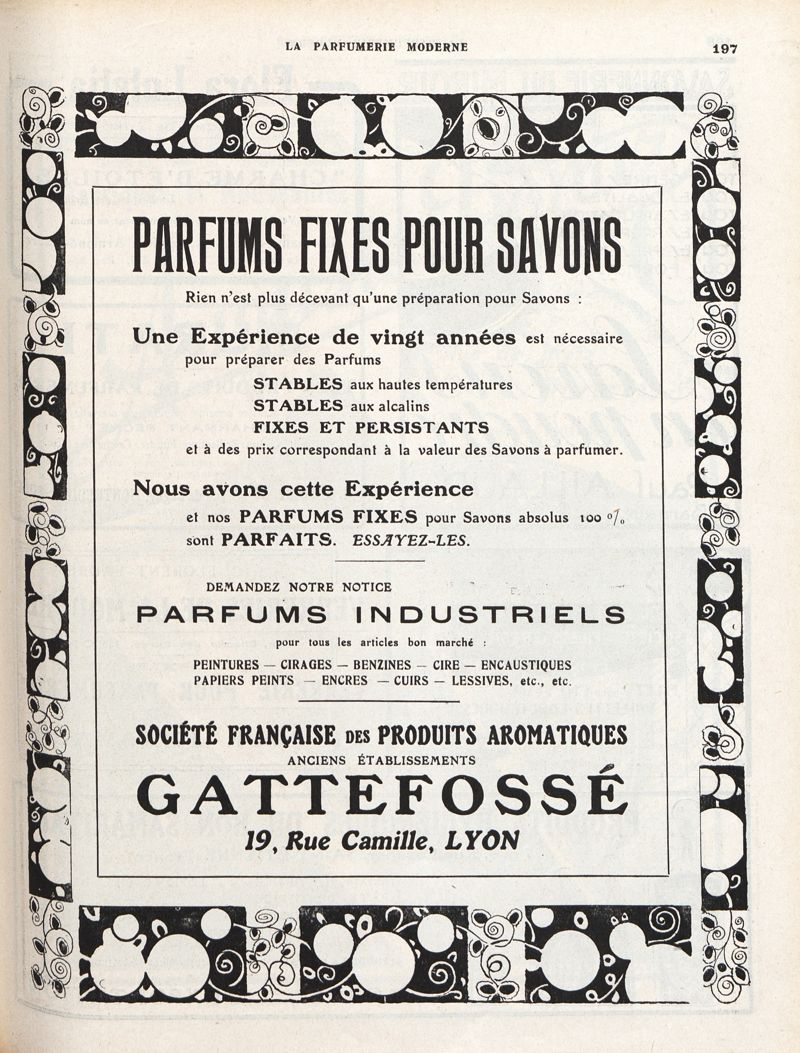 LA PARFUMERIE MODERNE
197
PARFUMS FIXES POUR SAVONS
Rien n'est plus décevant qu'une préparation pour Savons :
Une Expérience de vingt années est nécessaire
pour préparer des Parfums
STABLES aux hautes températures
STABLES aux alcalins
FIXES ET PERSISTANTS
et à des prix correspondant à la valeur des Savons à parfumer.
Nous avons cette Expérience
et nos PARFUMS FIXES pour Savons absolus 100 %
sont PARFAITS. ESSAYEZ-LES.
DEMANDEZ NOTRE NOTICE
PARFUMS INDUSTRIELS
pour tous les articles bon marché :
PEINTURES — CIRAGES — BENZINES — CIRE — ENCAUSTIQUES
PAPIERS PEINTS — ENCRES — CUIRS — LESSIVES, etc., etc.
SOCIÉTÉ FRANÇAISE DES PRODUITS AROMATIQUES
ANCIENS ÉTABLISSEMENTS
GATTEFOSSÉ
19, Rue Camille, LYON